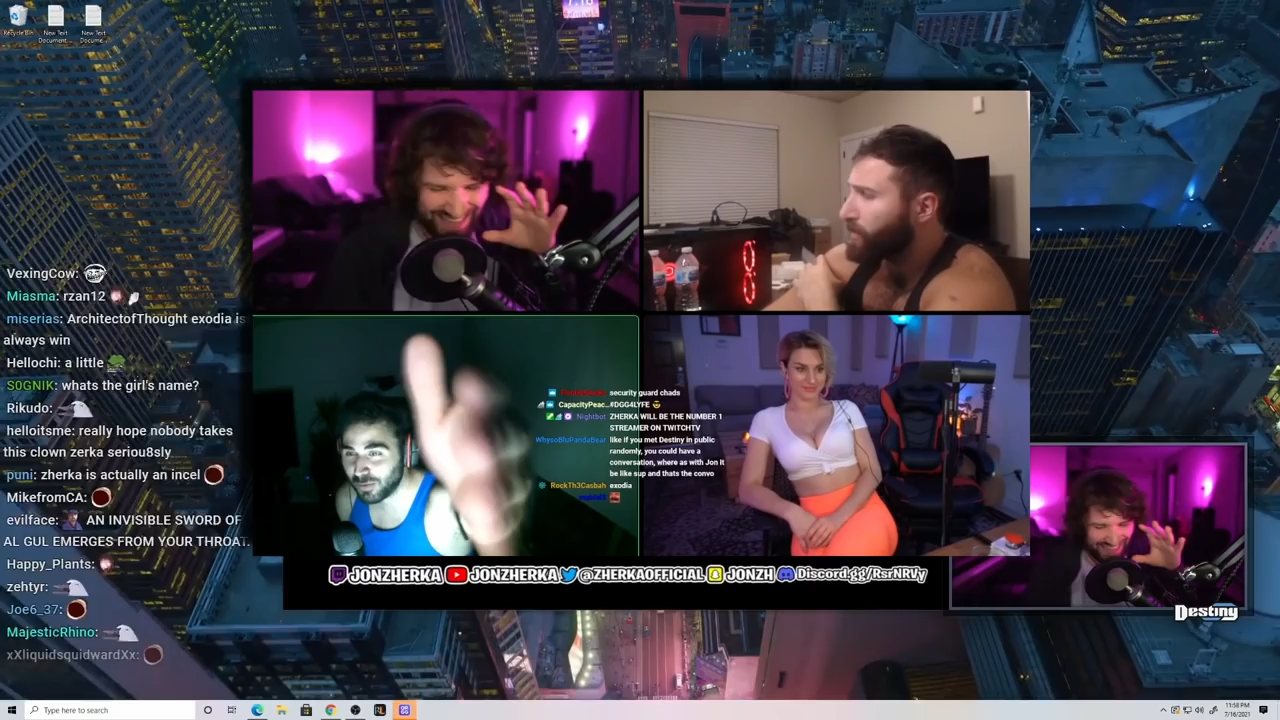 Recycle Bin
New Text
Document...
New Text
Docume...
VexingCow:
Miasma: rzan12
miserias: ArchitectofThought exodia is
always win
Hellochi: a little
S0GNIK: whats the girl's name?
Rikudo:
helloitsme: really hope nobody takes
this clown zerka seriou8sly
puni: zherka is actually an incel
MikefromCA:
evilface: AN INVISIBLE SWORD OF
AL GUL EMERGES FROM YOUR THROAT.
Happy_Plants:
zehtyr:
Joe6_37:
MajesticRhino:
xXliquidsquidwardXx:
security guard chads
CapacityPeac... #DGG4LYFE
Nightbot ZHERKA WILL BE THE NUMBER 1
STREAMER ON TWITCHTV
WhysoBluPandaBear like if you met Destiny in public
randomly, you could have a
conversation, where as with Jon it
be like sup and thats the convo
RockTh3Casbah exodia
JONZHERKA JONZHERKA @ZHERKAOFFICIAL JONZH Discord.gg/RsrNRVy
Destiny
Type here to search
11:58 PM
7/16/2021